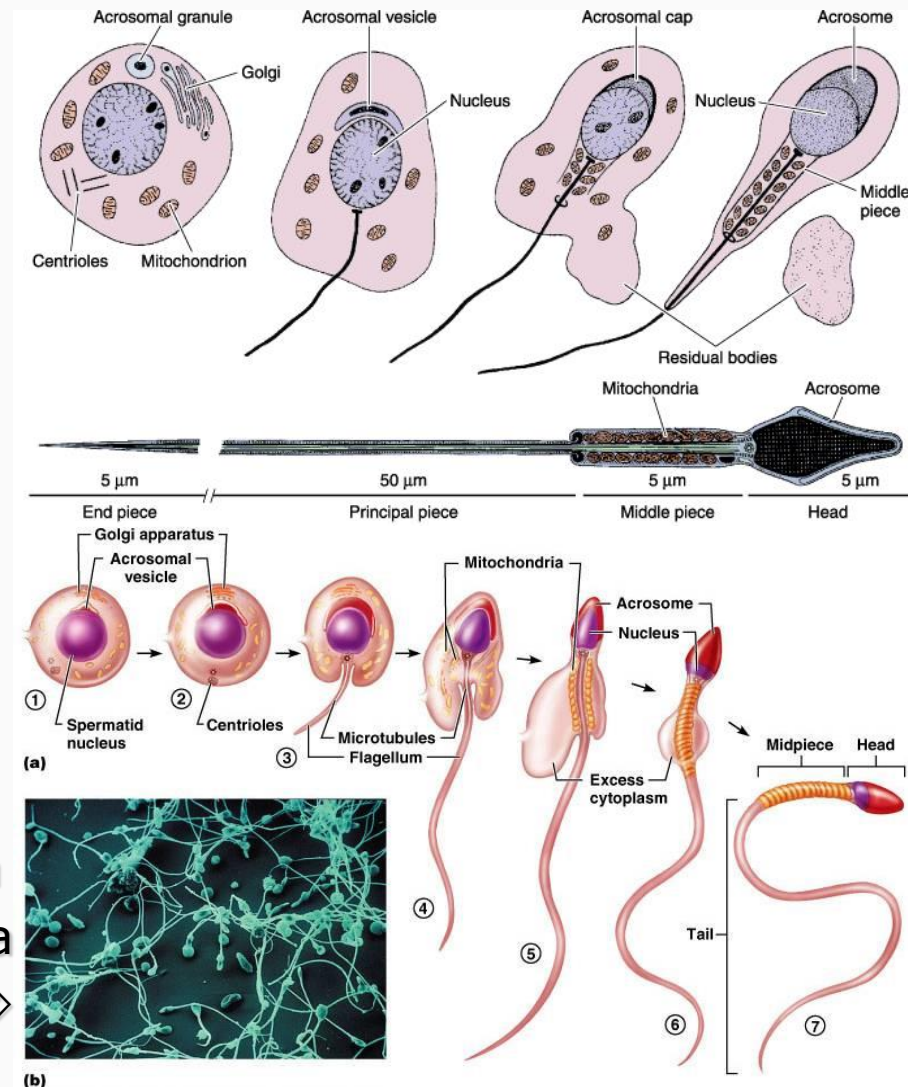 Acrosomal granule
Acrosomal vesicle
Acrosomal cap
Acrosome
Golgi
Nucleus
Nucleus
Middle
piece
Centrioles
Mitochondrion
Residual bodies
Mitochondria
Acrosome
5 µm
50 µm
5 µm
5 µm
End piece
Principal piece
Middle piece
Head
Golgi apparatus
Acrosomal
vesicle
Mitochondria
Acrosome
Nucleus
1
2
Spermatid
nucleus
Centrioles
3
Microtubules
Flagellum
Excess
cytoplasm
Midpiece
Head
(a)
4
5
6
Tail
7
a
(b)